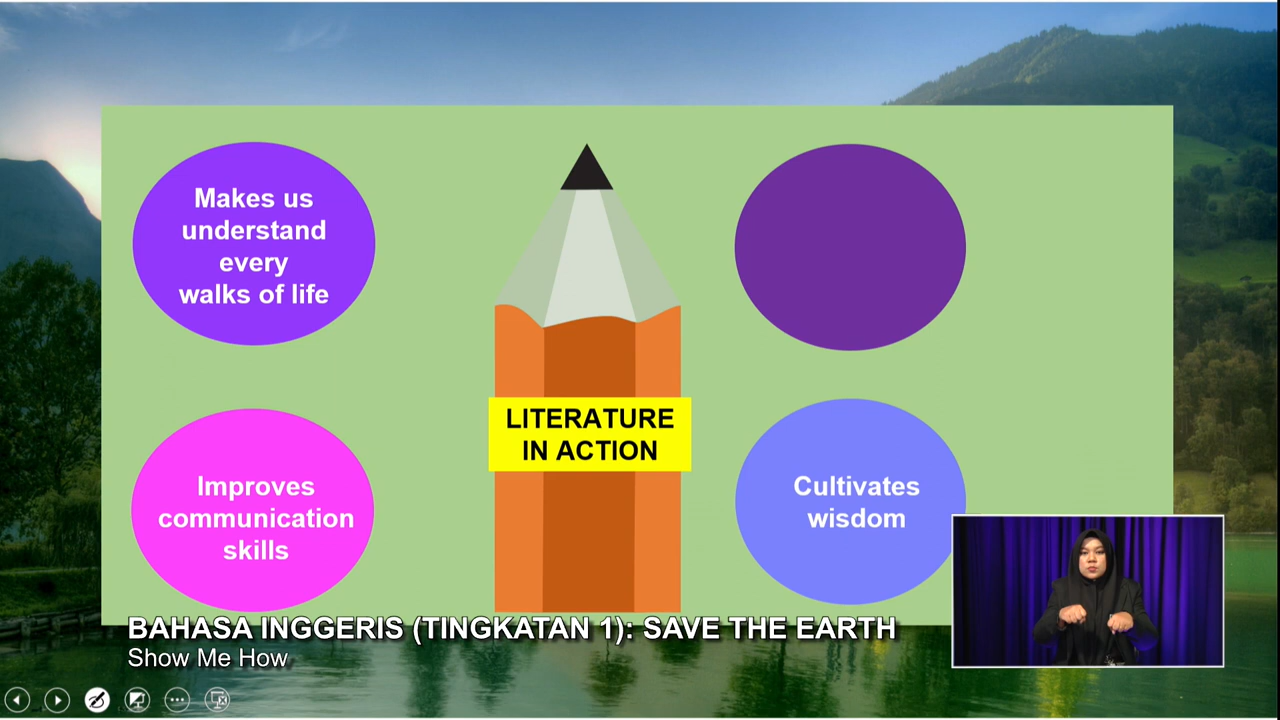 Makes us
understand
every
walks of life
LITERATURE
IN ACTION
Improves
communication
skills
Cultivates
wisdom
BAHASA INGGERIS (TINGKATAN 1): SAVE THE EARTH
Show Me How